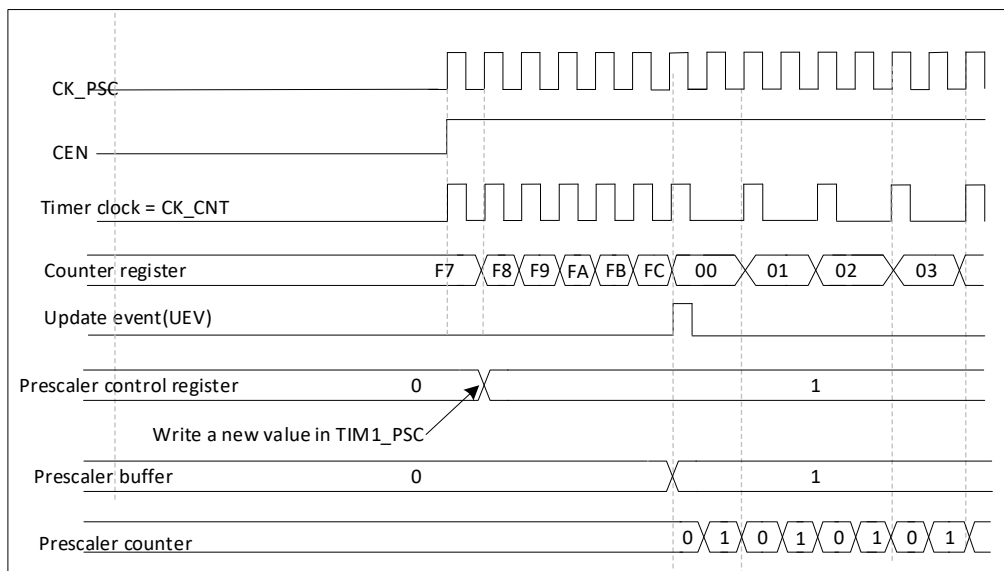 CK_PSC
CEN
Timer clock = CK_CNT
Counter register F7 F8 F9 FA FB FC 00 01 02 03
Update event(UEV)
Prescaler control register 0 1
Write a new value in TIM1_PSC
Prescaler buffer 0 1
Prescaler counter 0 1 0 1 0 1 0 1